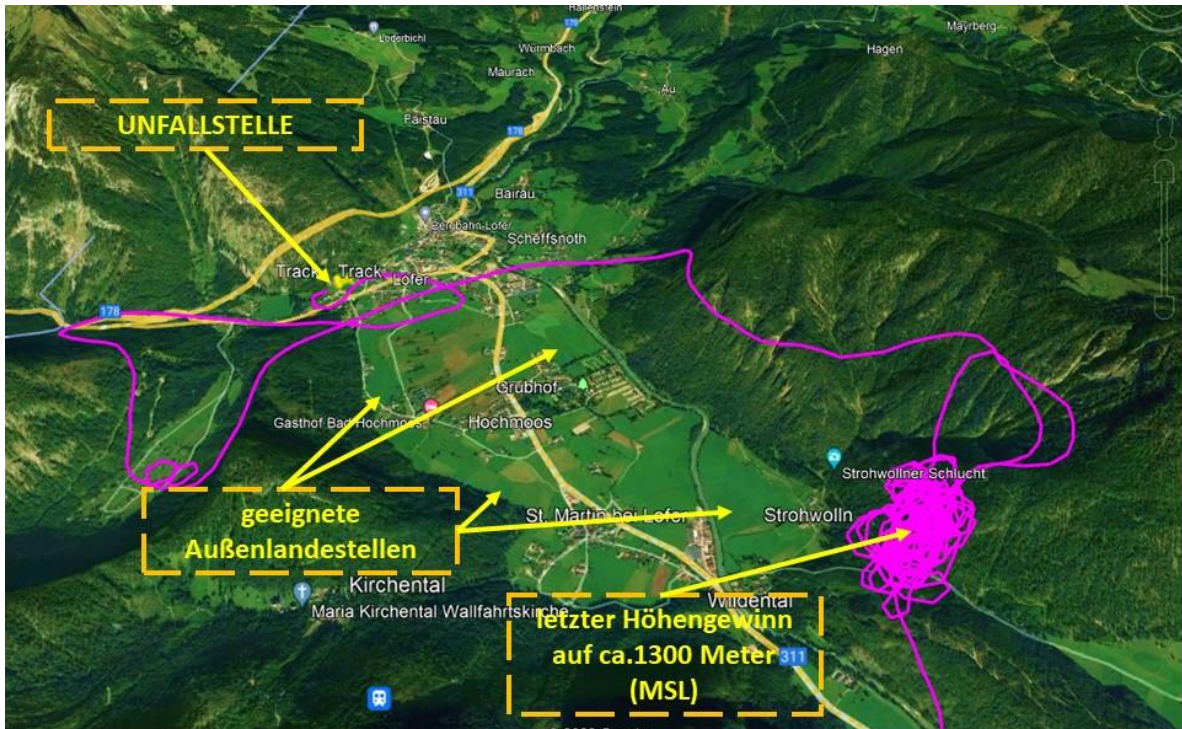 Hallenstein
178
Mayrberg
Loderbichl
Würmbach
Hagen
Maurach
Au
UNFALLSTELLE
Faistau
178
311
Bairau
Bergbahn-Lofer
Scheffsnoth
Track
Track
Lofer
178
Grubhof
Gasthof Bad Hochmoos
Hochmoos
Strohwollner Schlucht
geeignete
Außenlandestellen
St. Martin bei Lofer
Strohwolln
Kirchental
Maria Kirchental Wallfahrtskirche
Wildental
letzter Höhengewinn
auf ca.1300 Meter
(MSL)
311